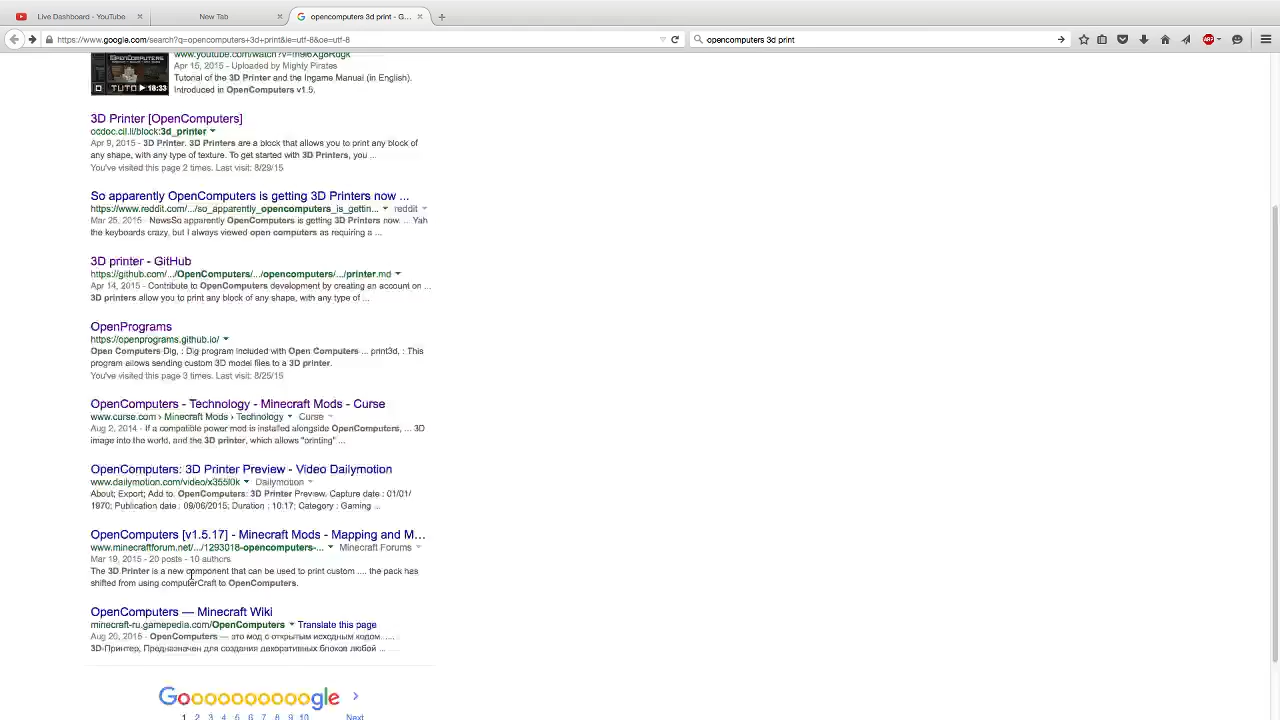 Live Dashboard - YouTube
New Tab
opencomputers 3d print - G...
https://www.google.com/search?q=opencomputers+3d+print&ie=utf-8&oe=utf-8
opencomputers 3d print
ABP
Apr 15, 2015 - Uploaded by Mighty Pirates
Tutorial of the 3D Printer and the Ingame Manual (in English).
Introduced in OpenComputers v1.5.
OPENCOMPUTERS
TUTO 18:33
3D Printer [OpenComputers]
ocdoc.cil.li/block:3d_printer
Apr 9, 2015 - 3D Printer. 3D Printers are a block that allows you to print any block of
any shape, with any type of texture. To get started with 3D Printers, you ...
You've visited this page 2 times. Last visit: 8/29/15
So apparently OpenComputers is getting 3D Printers now ...
https://www.reddit.com/.../so_apparently_opencomputers_is_gettin... reddit
Mar 25, 2015 - NewsSo apparently OpenComputers is getting 3D Printers now. ... Yah
the keyboards crazy, but I always viewed open computers as requiring a ...
3D printer - GitHub
https://github.com/.../OpenComputers/.../opencomputers/.../printer.md
Apr 14, 2015 - Contribute to OpenComputers development by creating an account on ...
3D printers allow you to print any block of any shape, with any type of ...
OpenPrograms
https://openprograms.github.io/
Open Computers Dig, : Dig program Included with Open Computers ... print3d, : This
program allows sending custom 3D model files to a 3D printer.
You've visited this page 3 times. Last visit: 8/25/15
OpenComputers - Technology - Minecraft Mods - Curse
www.curse.com › Minecraft Mods › Technology Curse
Aug 2, 2014 - If a compatible power mod is installed alongside OpenComputers, ... 3D
image into the world, and the 3D printer, which allows "printing" ...
OpenComputers: 3D Printer Preview - Video Dailymotion
www.dailymotion.com/video/x355l0k Dailymotion
About; Export; Add to. OpenComputers: 3D Printer Preview. Capture date : 01/01/
1970; Publication date : 09/06/2015; Duration : 10:17; Category : Gaming ...
OpenComputers [v1.5.17] - Minecraft Mods - Mapping and M...
www.minecraftforum.net/.../1293018-opencomputers-... Minecraft Forums
Mar 19, 2015 - 20 posts - 10 authors
The 3D Printer is a new component that can be used to print custom .... the pack has
shifted from using computerCraft to OpenComputers.
OpenComputers — Minecraft Wiki
minecraft-ru.gamepedia.com/OpenComputers Translate this page
Aug 20, 2015 - OpenComputers — это мод с открытым исходным кодом. ...
3D-Принтер, Предназначен для создания декоративных блоков любой ...
Goooooooooogle
1 2 3 4 5 6 7 8 9 10 Next